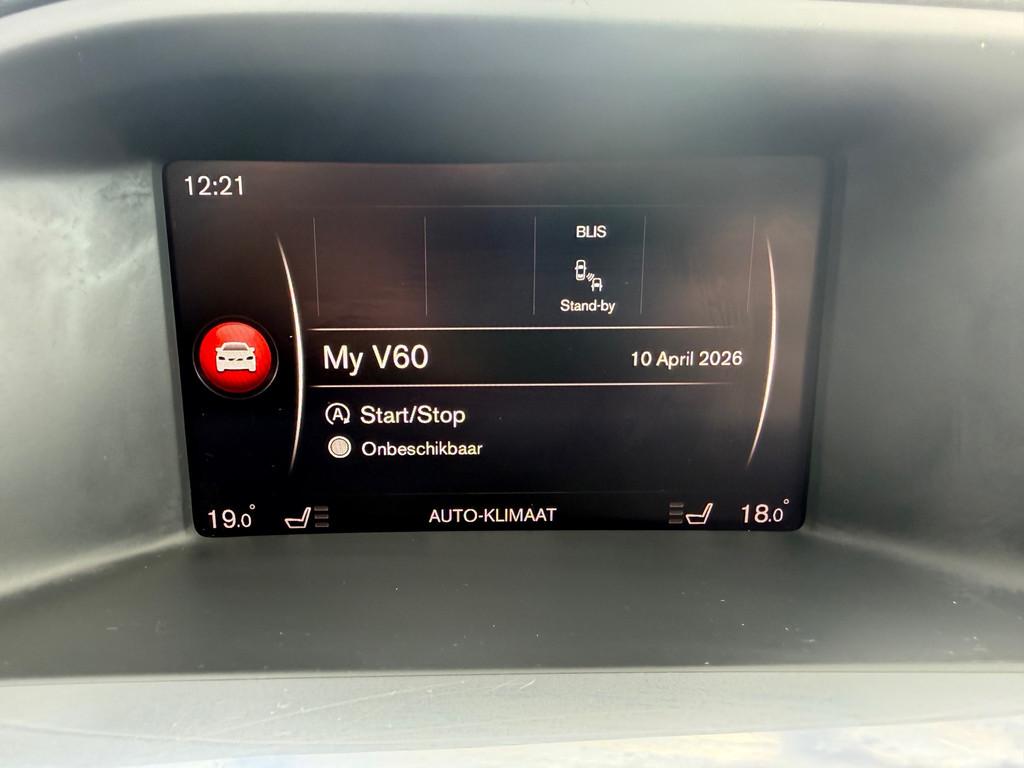 12:21
BLIS
Stand-by
My V60 10 April 2026
A Start/Stop
Onbeschikbaar
19.0° AUTO-KLIMAAT 18.0°